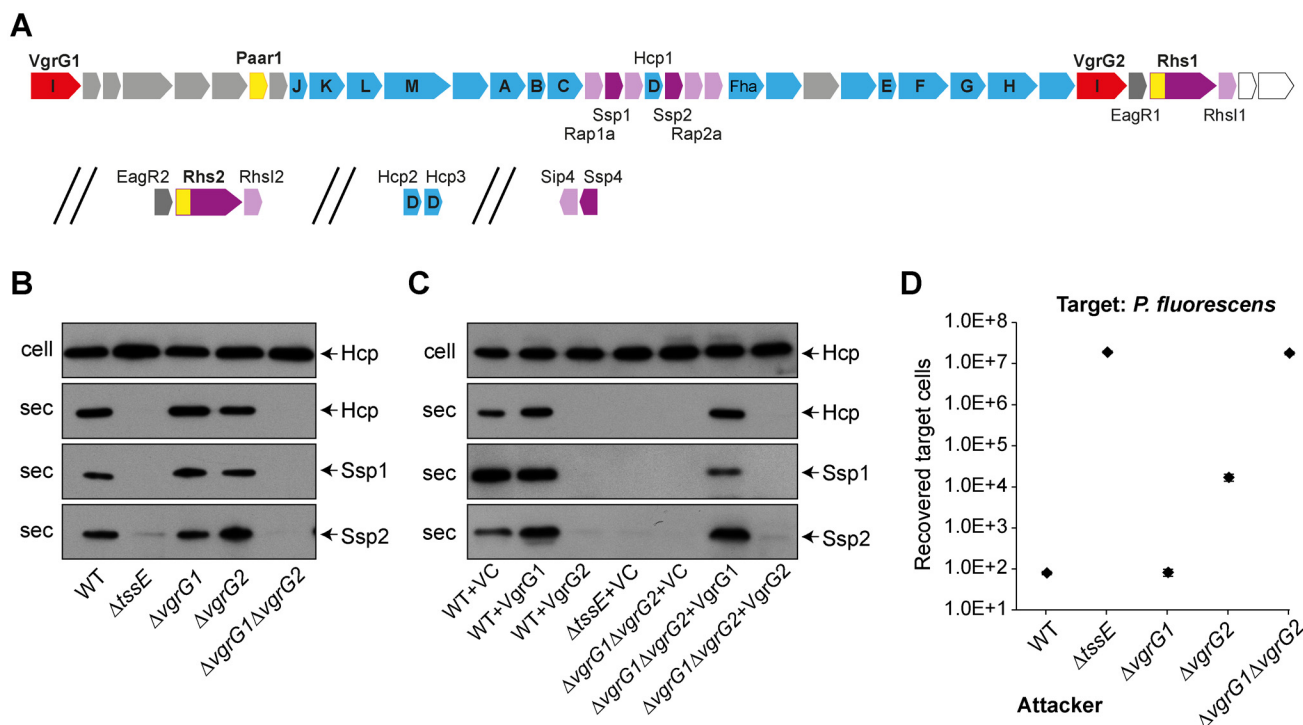 A
VgrG1 Paar1 Hcp1 VgrG2 Rhs1
I J K L M A B C D Fha E F G H I
Ssp1 Ssp2 EagR1 RhsI1
Rap1a Rap2a
EagR2 Rhs2 RhsI2 Hcp2 Hcp3 Sip4 Ssp4
D D
B
cell Hcp
sec Hcp
sec Ssp1
sec Ssp2
WT ΔtssE ΔvgrG1 ΔvgrG2 ΔvgrG1ΔvgrG2
C
cell Hcp
sec Hcp
sec Ssp1
sec Ssp2
WT+VC WT+VgrG1 WT+VgrG2 ΔtssE+VC ΔvgrG1ΔvgrG2+VC ΔvgrG1ΔvgrG2+VgrG1 ΔvgrG1ΔvgrG2+VgrG2
D
Target: P. fluorescens
Recovered target cells
1.0E+8
1.0E+7
1.0E+6
1.0E+5
1.0E+4
1.0E+3
1.0E+2
1.0E+1
WT ΔtssE ΔvgrG1 ΔvgrG2 ΔvgrG1ΔvgrG2
Attacker